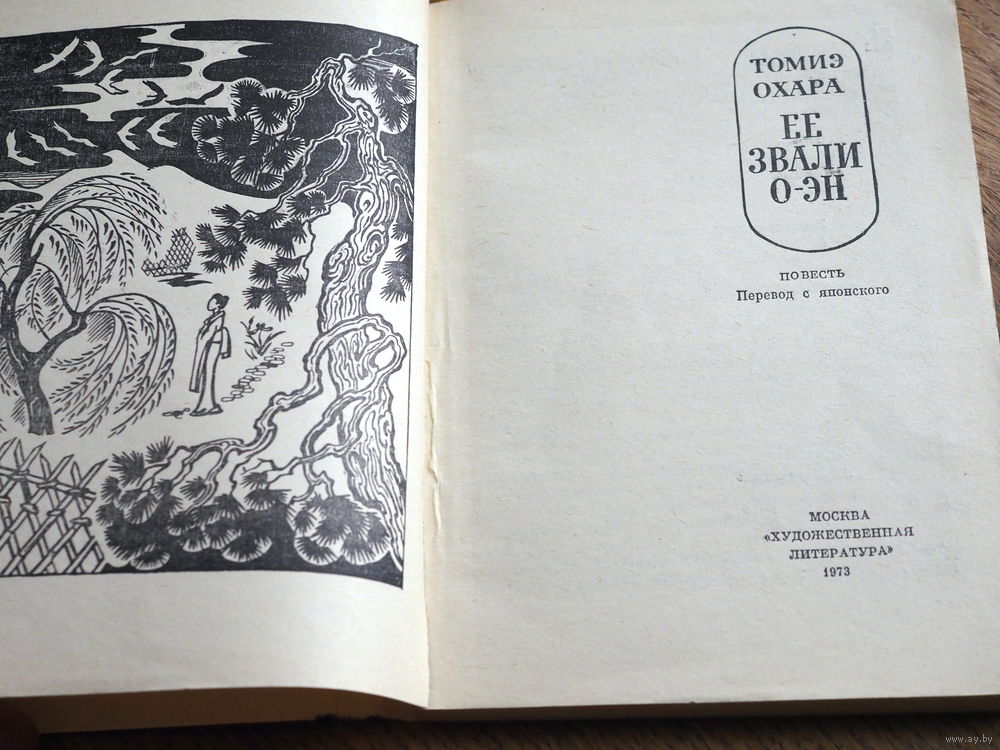 ТОМИЭ
ОХАРА
ЕЕ
ЗВАЛИ
О-ЭН
ПОВЕСТЬ
Перевод с японского
МОСКВА
«ХУДОЖЕСТВЕННАЯ
ЛИТЕРАТУРА»
1973
www.ay.by